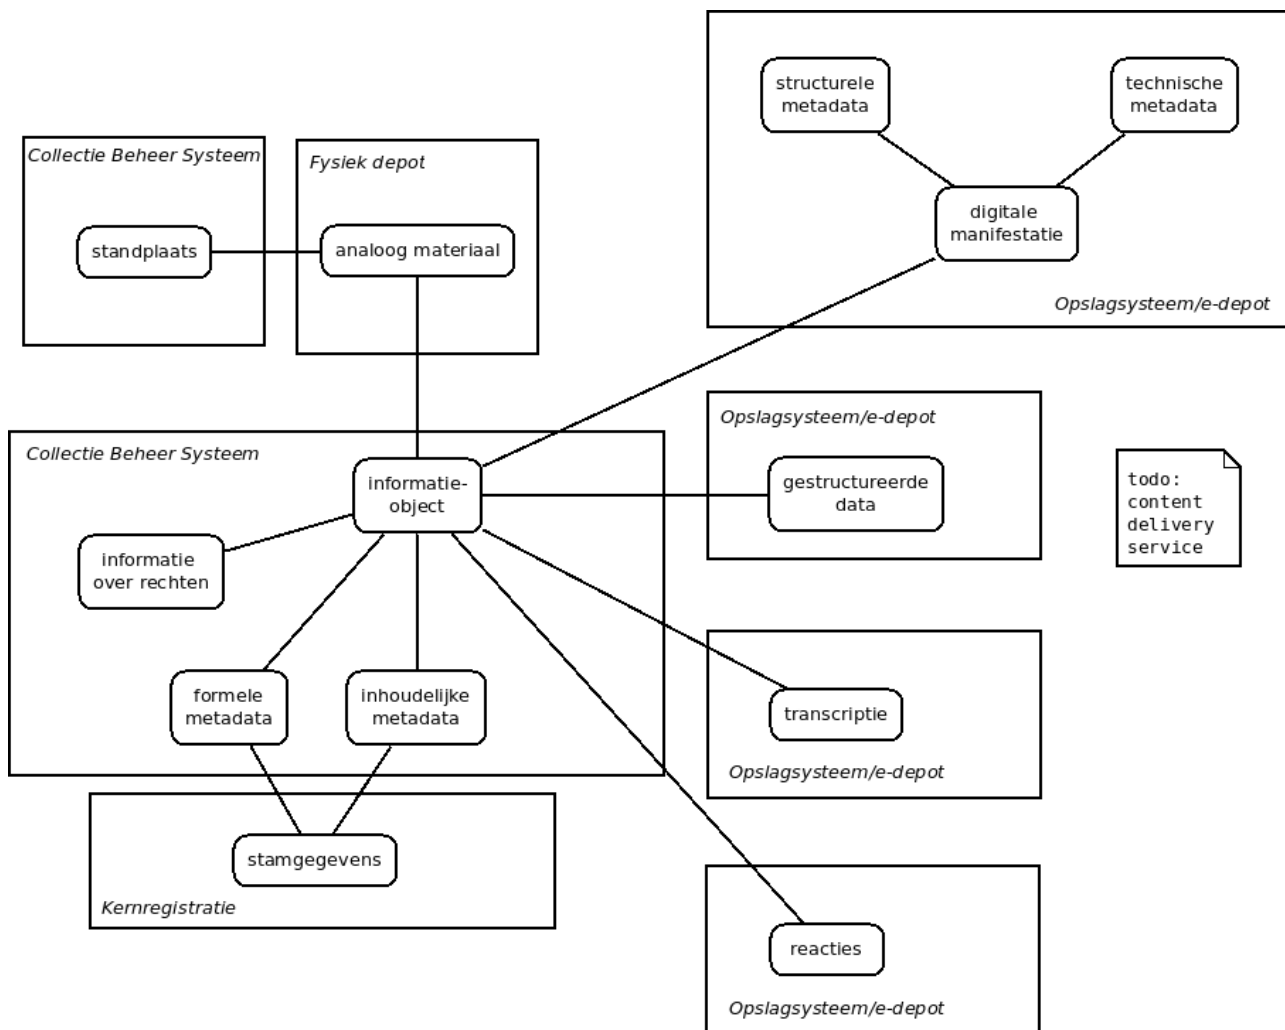 structurele
metadata
technische
metadata
digitale
manifestatie
Opslagsysteem/e-depot
Collectie Beheer Systeem
standplaats
Fysiek depot
analoog materiaal
Collectie Beheer Systeem
informatie-
object
informatie
over rechten
formele
metadata
inhoudelijke
metadata
Opslagsysteem/e-depot
gestructureerde
data
todo:
content
delivery
service
transcriptie
Opslagsysteem/e-depot
stamgegevens
Kernregistratie
reacties
Opslagsysteem/e-depot